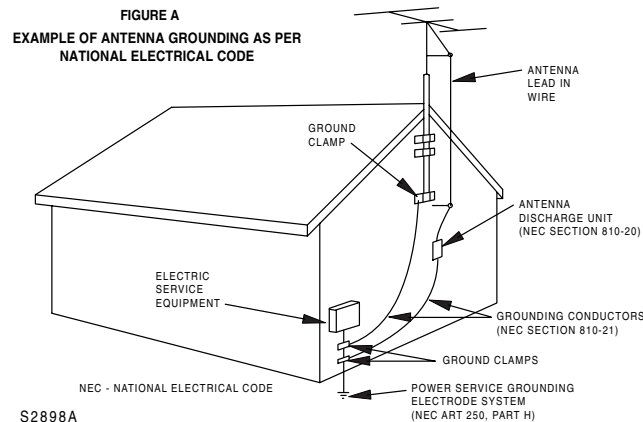 FIGURE A
EXAMPLE OF ANTENNA GROUNDING AS PER
NATIONAL ELECTRICAL CODE
ANTENNA
LEAD IN
WIRE
GROUND
CLAMP
ANTENNA
DISCHARGE UNIT
(NEC SECTION 810-20)
ELECTRIC
SERVICE
EQUIPMENT
GROUNDING CONDUCTORS
(NEC SECTION 810-21)
GROUND CLAMPS
NEC - NATIONAL ELECTRICAL CODE
POWER SERVICE GROUNDING
ELECTRODE SYSTEM
(NEC ART 250, PART H)
S2898A